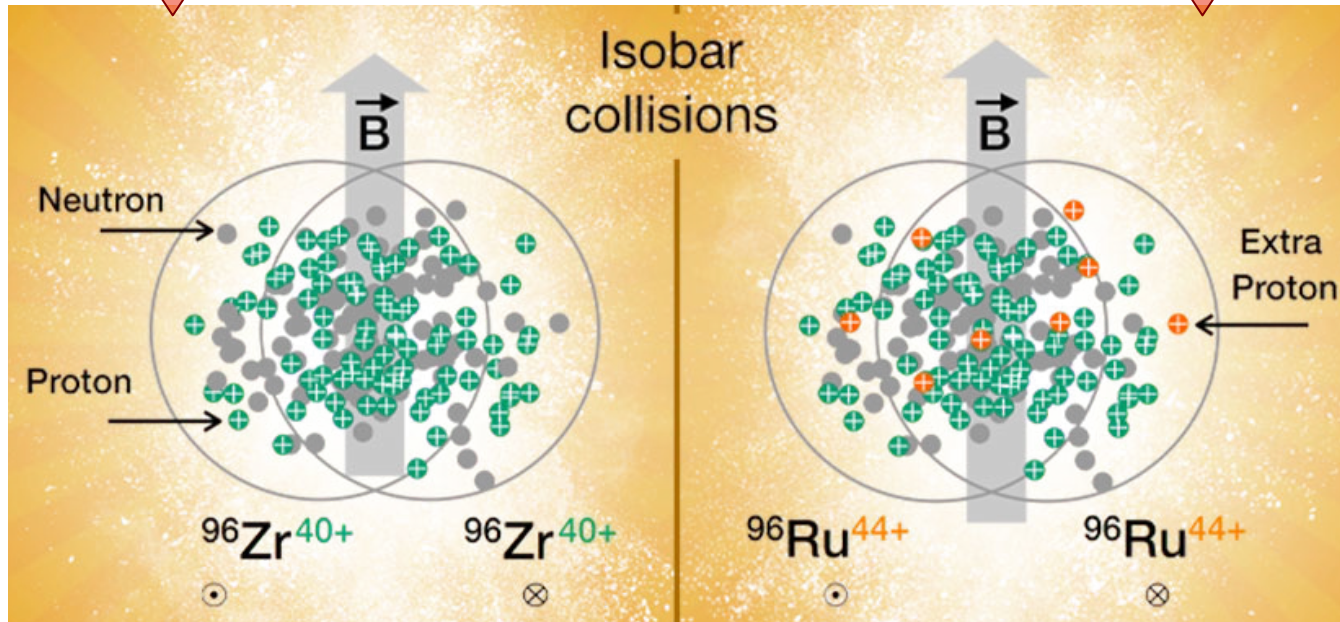 Isobar
collisions
B
B
Neutron
Extra
Proton
Proton
96Zr40+ 96Zr40+
96Ru44+ 96Ru44+